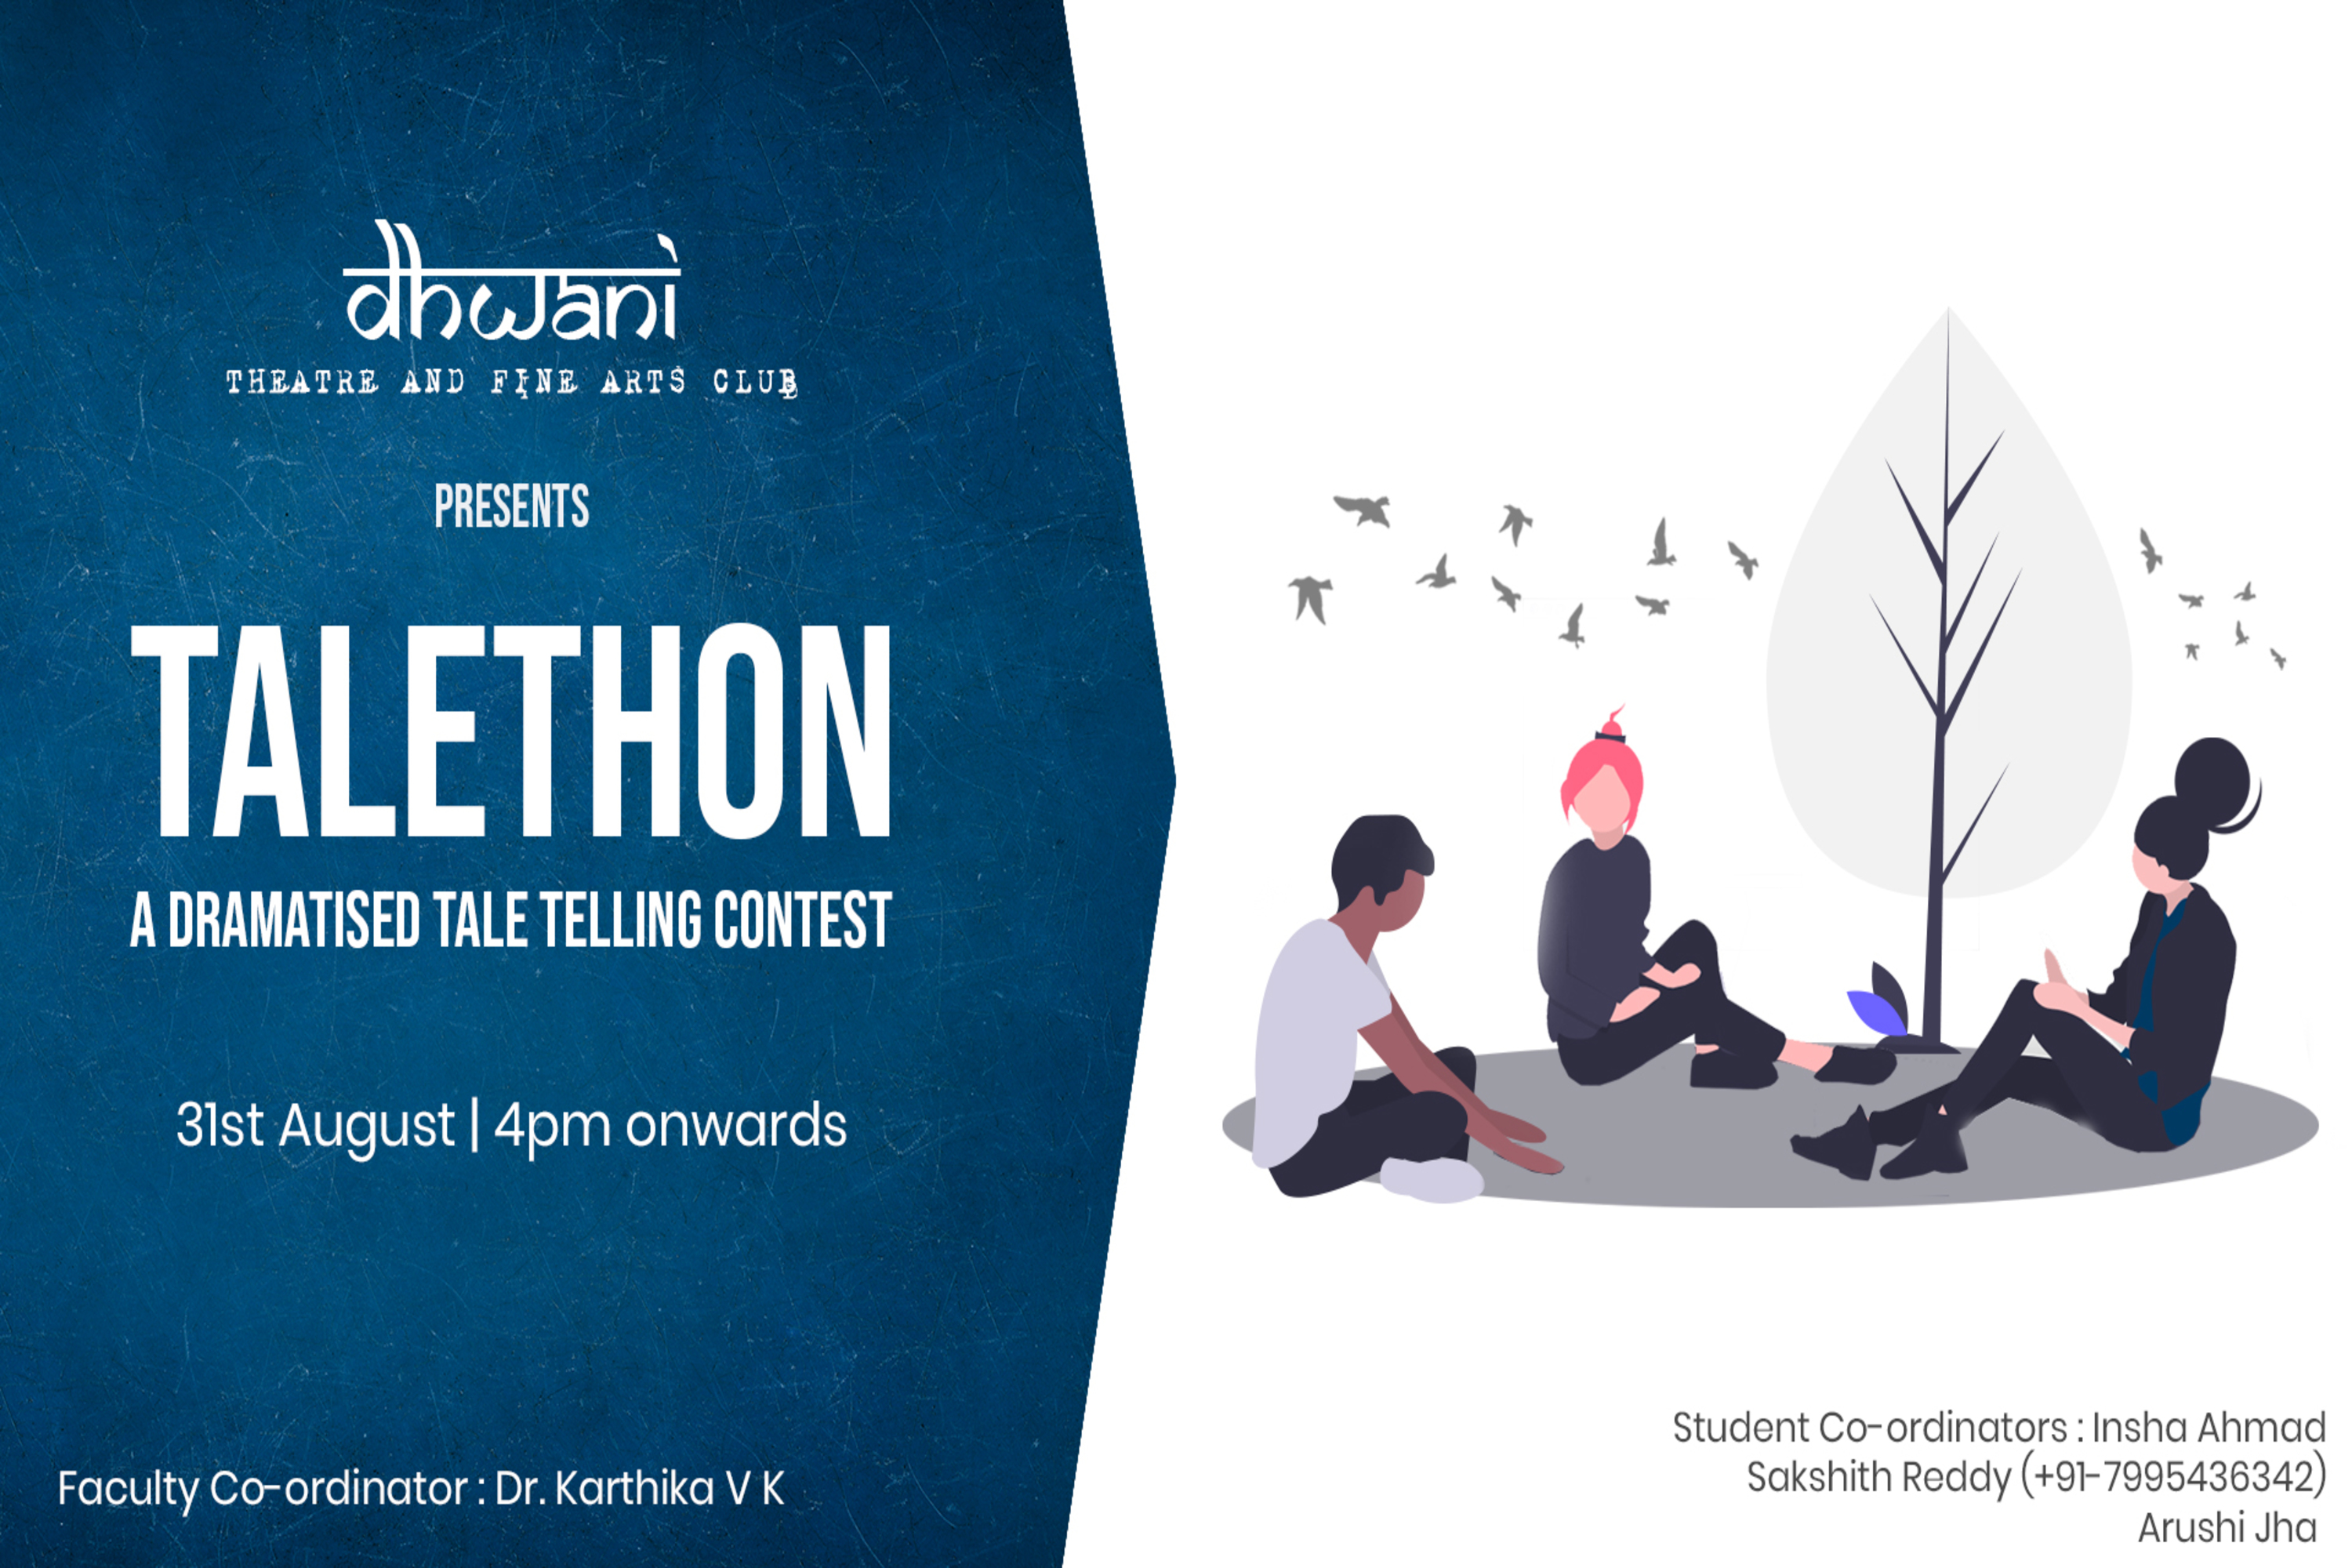 dhwani
THEATRE AND FINE ARTS CLUB
PRESENTS
TALETHON
A DRAMATISED TALE TELLING CONTEST
31st August | 4pm onwards
Faculty Co-ordinator : Dr. Karthika V K
Student Co-ordinators : Insha Ahmad
Sakshith Reddy (+91-7995436342)
Arushi Jha